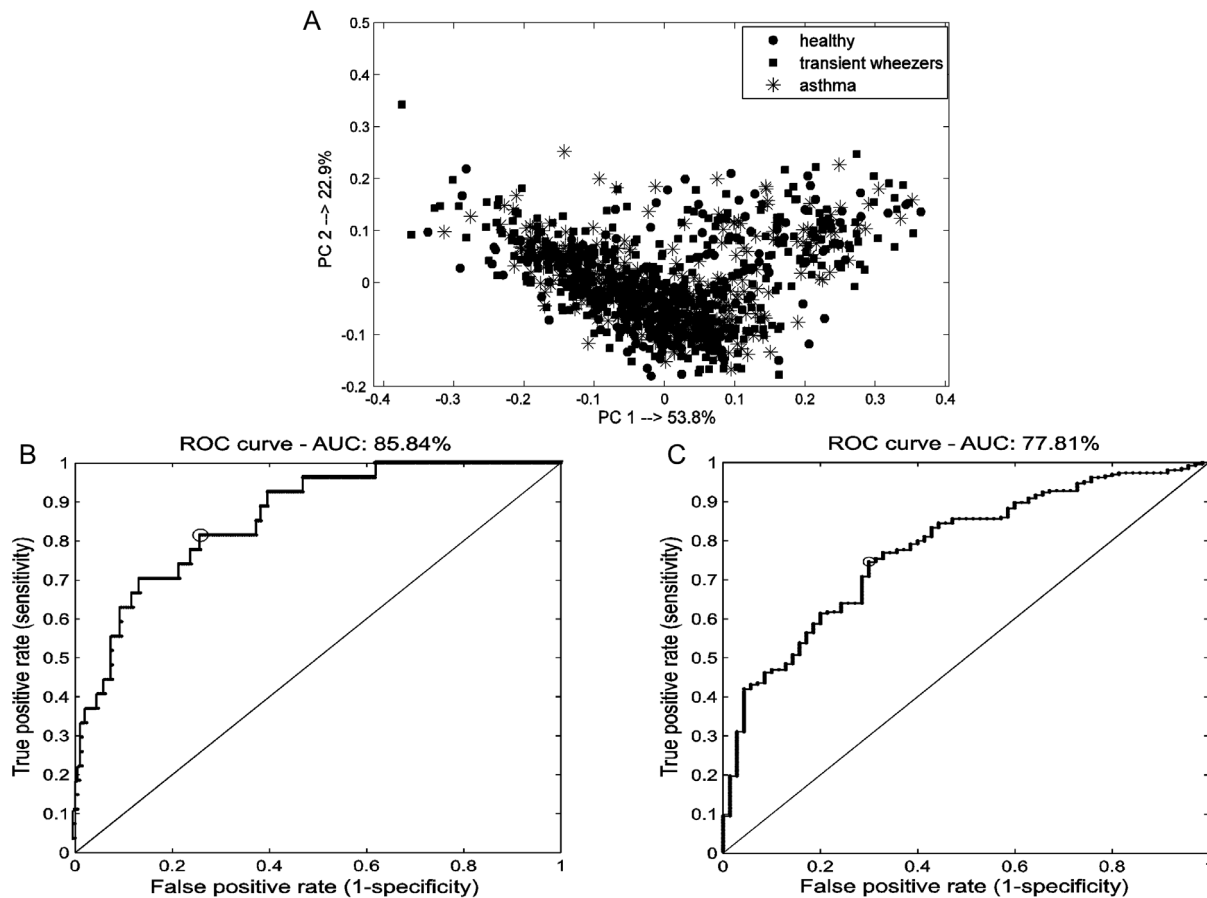 A
0.5
0.4
0.3
0.2
0.1
0
-0.1
-0.2
PC 2 --> 22.9%
healthy
transient wheezers
asthma
-0.4 -0.3 -0.2 -0.1 0 0.1 0.2 0.3 0.4
PC 1 --> 53.8%
B
ROC curve - AUC: 85.84%
1
0.9
0.8
0.7
0.6
0.5
0.4
0.3
0.2
0.1
0
True positive rate (sensitivity)
0 0.2 0.4 0.6 0.8 1
False positive rate (1-specificity)
C
ROC curve - AUC: 77.81%
1
0.9
0.8
0.7
0.6
0.5
0.4
0.3
0.2
0.1
0
True positive rate (sensitivity)
0 0.2 0.4 0.6 0.8 1
False positive rate (1-specificity)